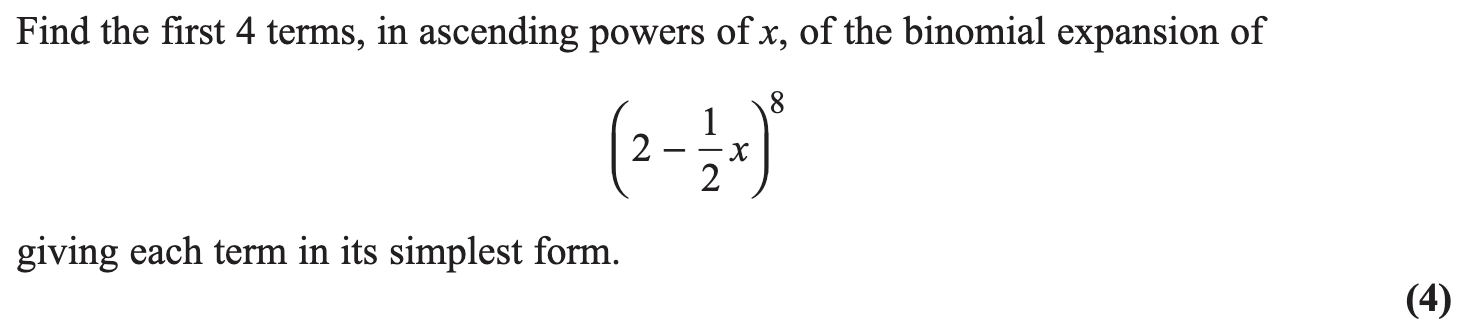 Find the first 4 terms, in ascending powers of x, of the binomial expansion of
(2 − 1/2 x)^8
giving each term in its simplest form.
(4)